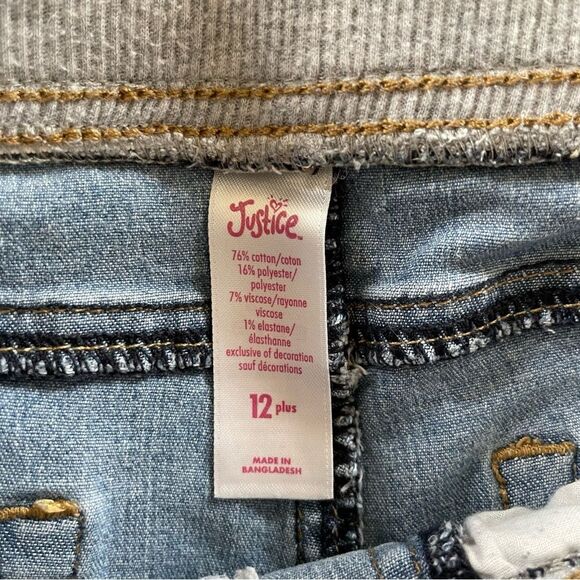 Justice™
76% cotton/coton
16% polyester/
polyester
7% viscose/rayonne
viscose
1% elastane/
élasthanne
exclusive of decoration
sauf décorations
12 plus
MADE IN
BANGLADESH